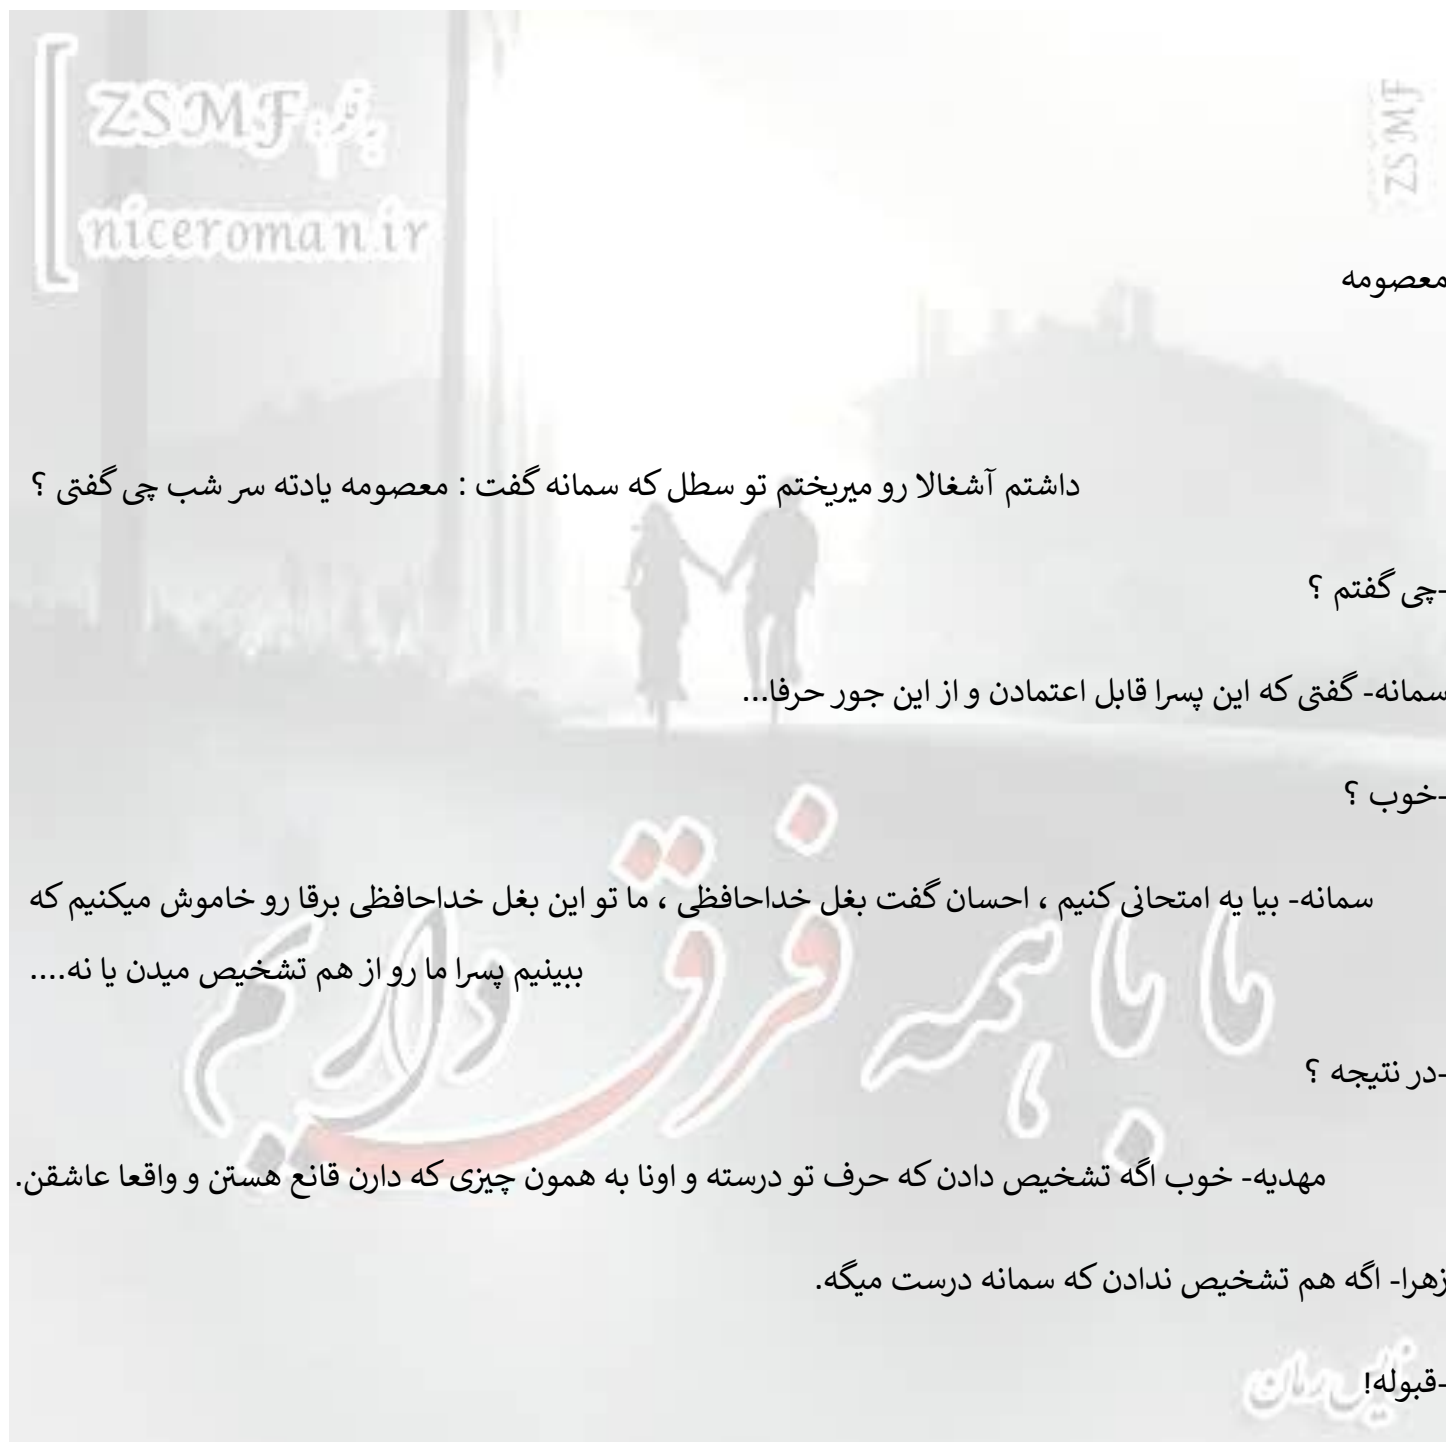 ZSMF
niceroman.ir
ZSMF
معصومه
داشتم آشغالا رو میریختم تو سطل که سمانه گفت : معصومه یادته سر شب چی گفتی ؟
-چی گفتم ؟
سمانه- گفتی که این پسرا قابل اعتمادن و از این جور حرفا...
-خوب ؟
سمانه- بیا یه امتحانی کنیم ، احسان گفت بغل خداحافظی ، ما تو این بغل خداحافظی برقا رو خاموش میکنیم که
ببینیم پسرا ما رو از هم تشخیص میدن یا نه....
ما با همه فرق داریم
-در نتیجه ؟
مهدیه- خوب اگه تشخیص دادن که حرف تو درسته و اونا به همون چیزی که دارن قانع هستن و واقعا عاشقن.
زهرا- اگه هم تشخیص ندادن که سمانه درست میگه.
-قبوله!
نایس رمان